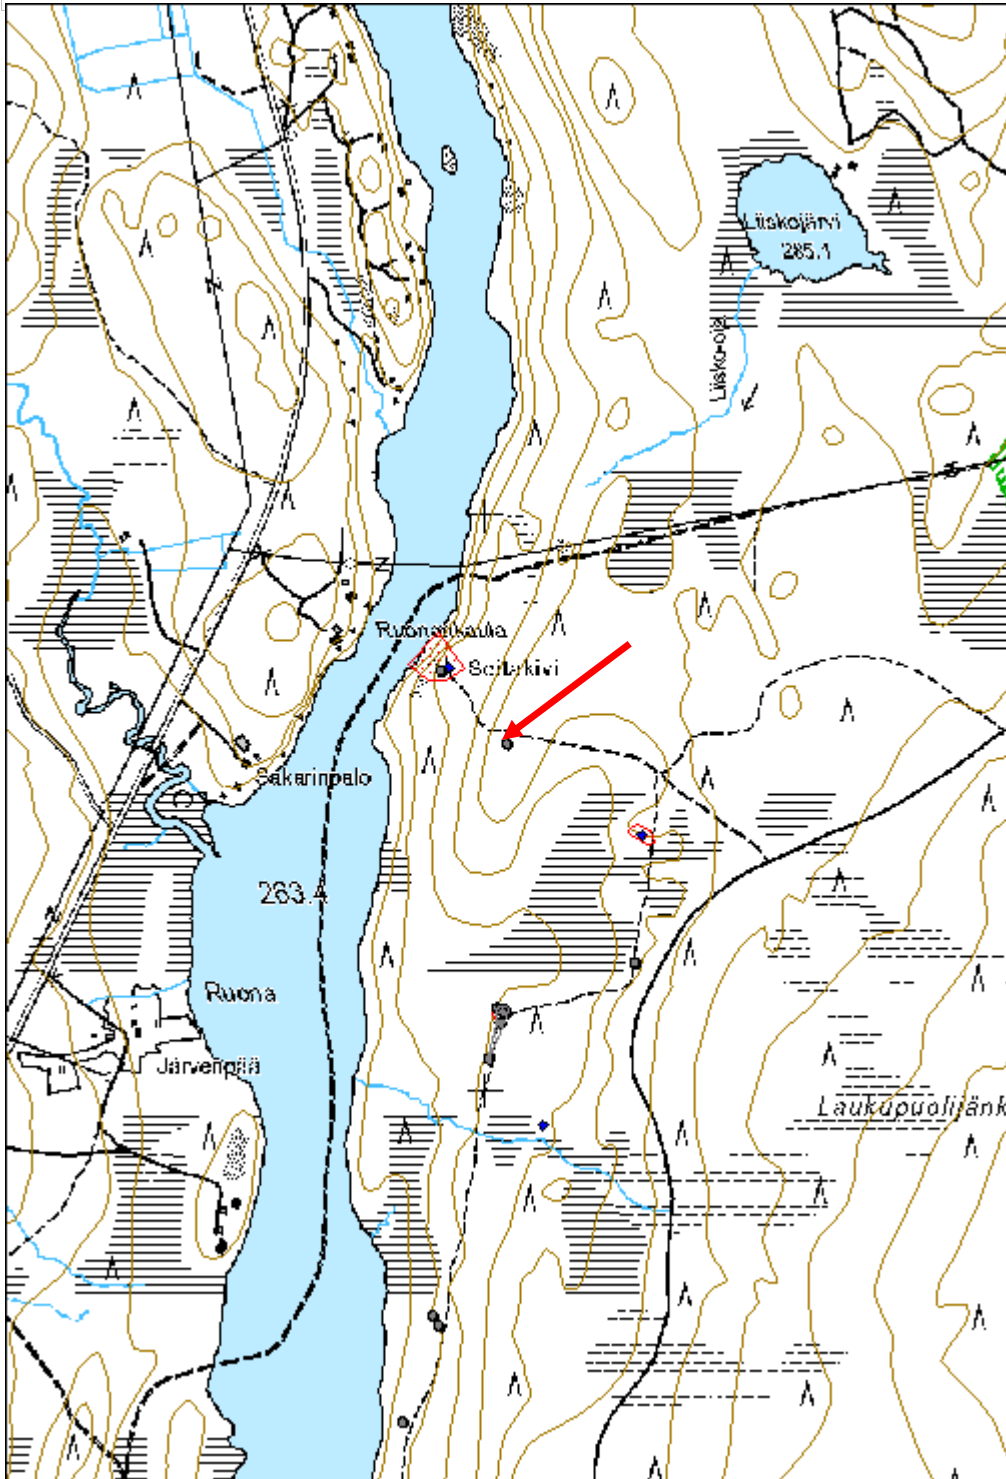 Liiskojärvi
285.1
Liisko-oja
Ruonankaula
Seitakivi
Sakarinpalo
263.4
Ruona
Järvenpää
Laukupuolijänk